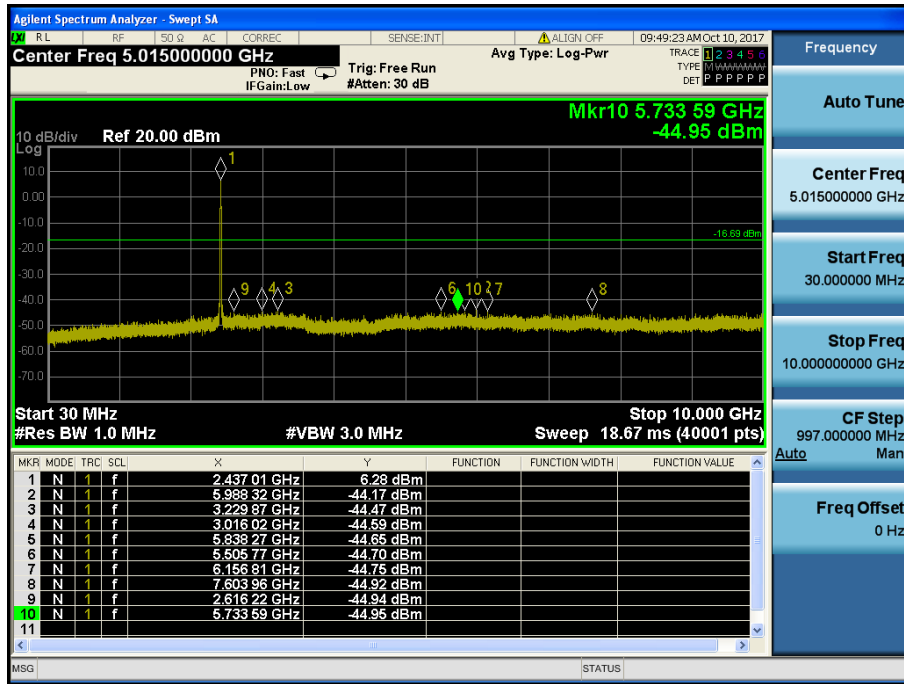 Agilent Spectrum Analyzer - Swept SA
LXI RL RF 50 Ω AC CORREC SENSE:INT ALIGN OFF 09:49:23 AM Oct 10, 2017
Center Freq 5.015000000 GHz Avg Type: Log-Pwr TRACE 1 2 3 4 5 6
PNO: Fast Trig: Free Run TYPE M WWWWW
IFGain:Low #Atten: 30 dB DET P P P P P P
Mkr10 5.733 59 GHz
-44.95 dBm
10 dB/div Ref 20.00 dBm
Log
1
10.0
0.00
-10.0
-16.69 dBm
-20.0
-30.0
9 4 3 6 10 2 7 8
-40.0
-50.0
-60.0
-70.0
Start 30 MHz Stop 10.000 GHz
#Res BW 1.0 MHz #VBW 3.0 MHz Sweep 18.67 ms (40001 pts)
MKR MODE TRC SCL X Y FUNCTION FUNCTION WIDTH FUNCTION VALUE
1 N 1 f 2.437 01 GHz 6.28 dBm
2 N 1 f 5.988 32 GHz -44.17 dBm
3 N 1 f 3.229 87 GHz -44.47 dBm
4 N 1 f 3.016 02 GHz -44.59 dBm
5 N 1 f 5.838 27 GHz -44.65 dBm
6 N 1 f 5.505 77 GHz -44.70 dBm
7 N 1 f 6.156 81 GHz -44.75 dBm
8 N 1 f 7.603 96 GHz -44.92 dBm
9 N 1 f 2.616 22 GHz -44.94 dBm
10 N 1 f 5.733 59 GHz -44.95 dBm
11
MSG STATUS
Frequency
Auto Tune
Center Freq
5.015000000 GHz
Start Freq
30.000000 MHz
Stop Freq
10.000000000 GHz
CF Step
997.000000 MHz
Auto Man
Freq Offset
0 Hz